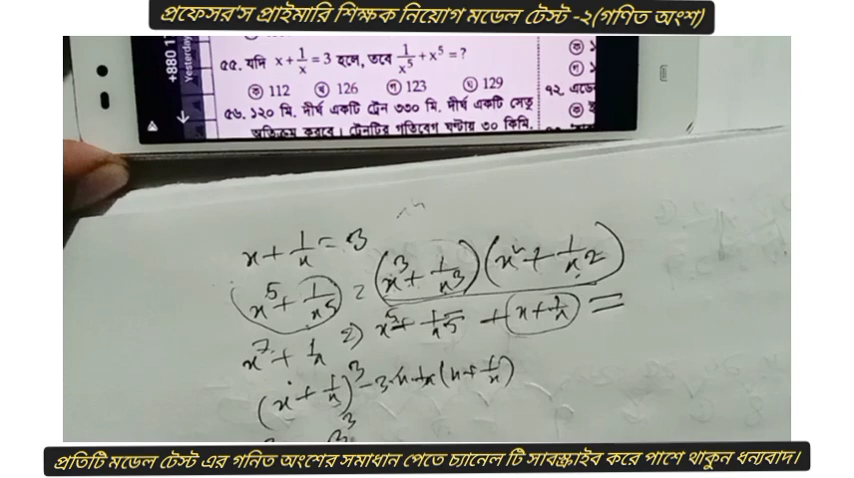 প্রফেসর'স প্রাইমারি শিক্ষক নিয়োগ মডেল টেস্ট -২(গণিত অংশ)
+880 1
Yesterday
৫৫. যদি x + 1/x = 3 হলে, তবে 1/x⁵ + x⁵ = ?
ক 112 খ 126 গ 123 ঘ 129
৫৬. ১২০ মি. দীর্ঘ একটি ট্রেন ৩৩০ মি. দীর্ঘ একটি সেতু
অতিক্রম করবে। ট্রেনটির গতিবেগ ঘণ্টায় ৩০ কিমি.
১২.
x + 1/x = 3
(x⁵ + 1/x5) = (x³ + 1/x3)(x² + 1/x2)
x⁵ + 1/x5 + (x + 1/x) =
(x + 1/x)³ - 3·x·1/x(x + 1/x)
প্রতিটি মডেল টেস্ট এর গনিত অংশের সমাধান পেতে চ্যানেল টি সাবস্ক্রাইব করে পাশে থাকুন ধন্যবাদ।